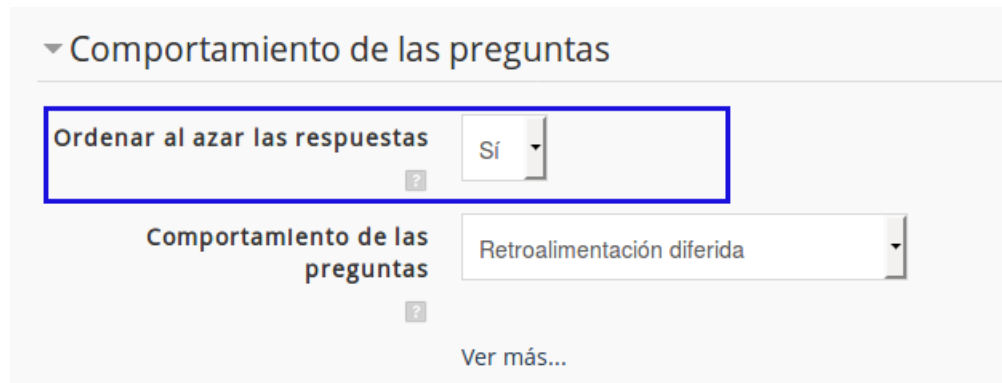 Comportamiento de las preguntas
Ordenar al azar las respuestas
Sí
?
Comportamiento de las
preguntas
Retroalimentación diferida
?
Ver más...